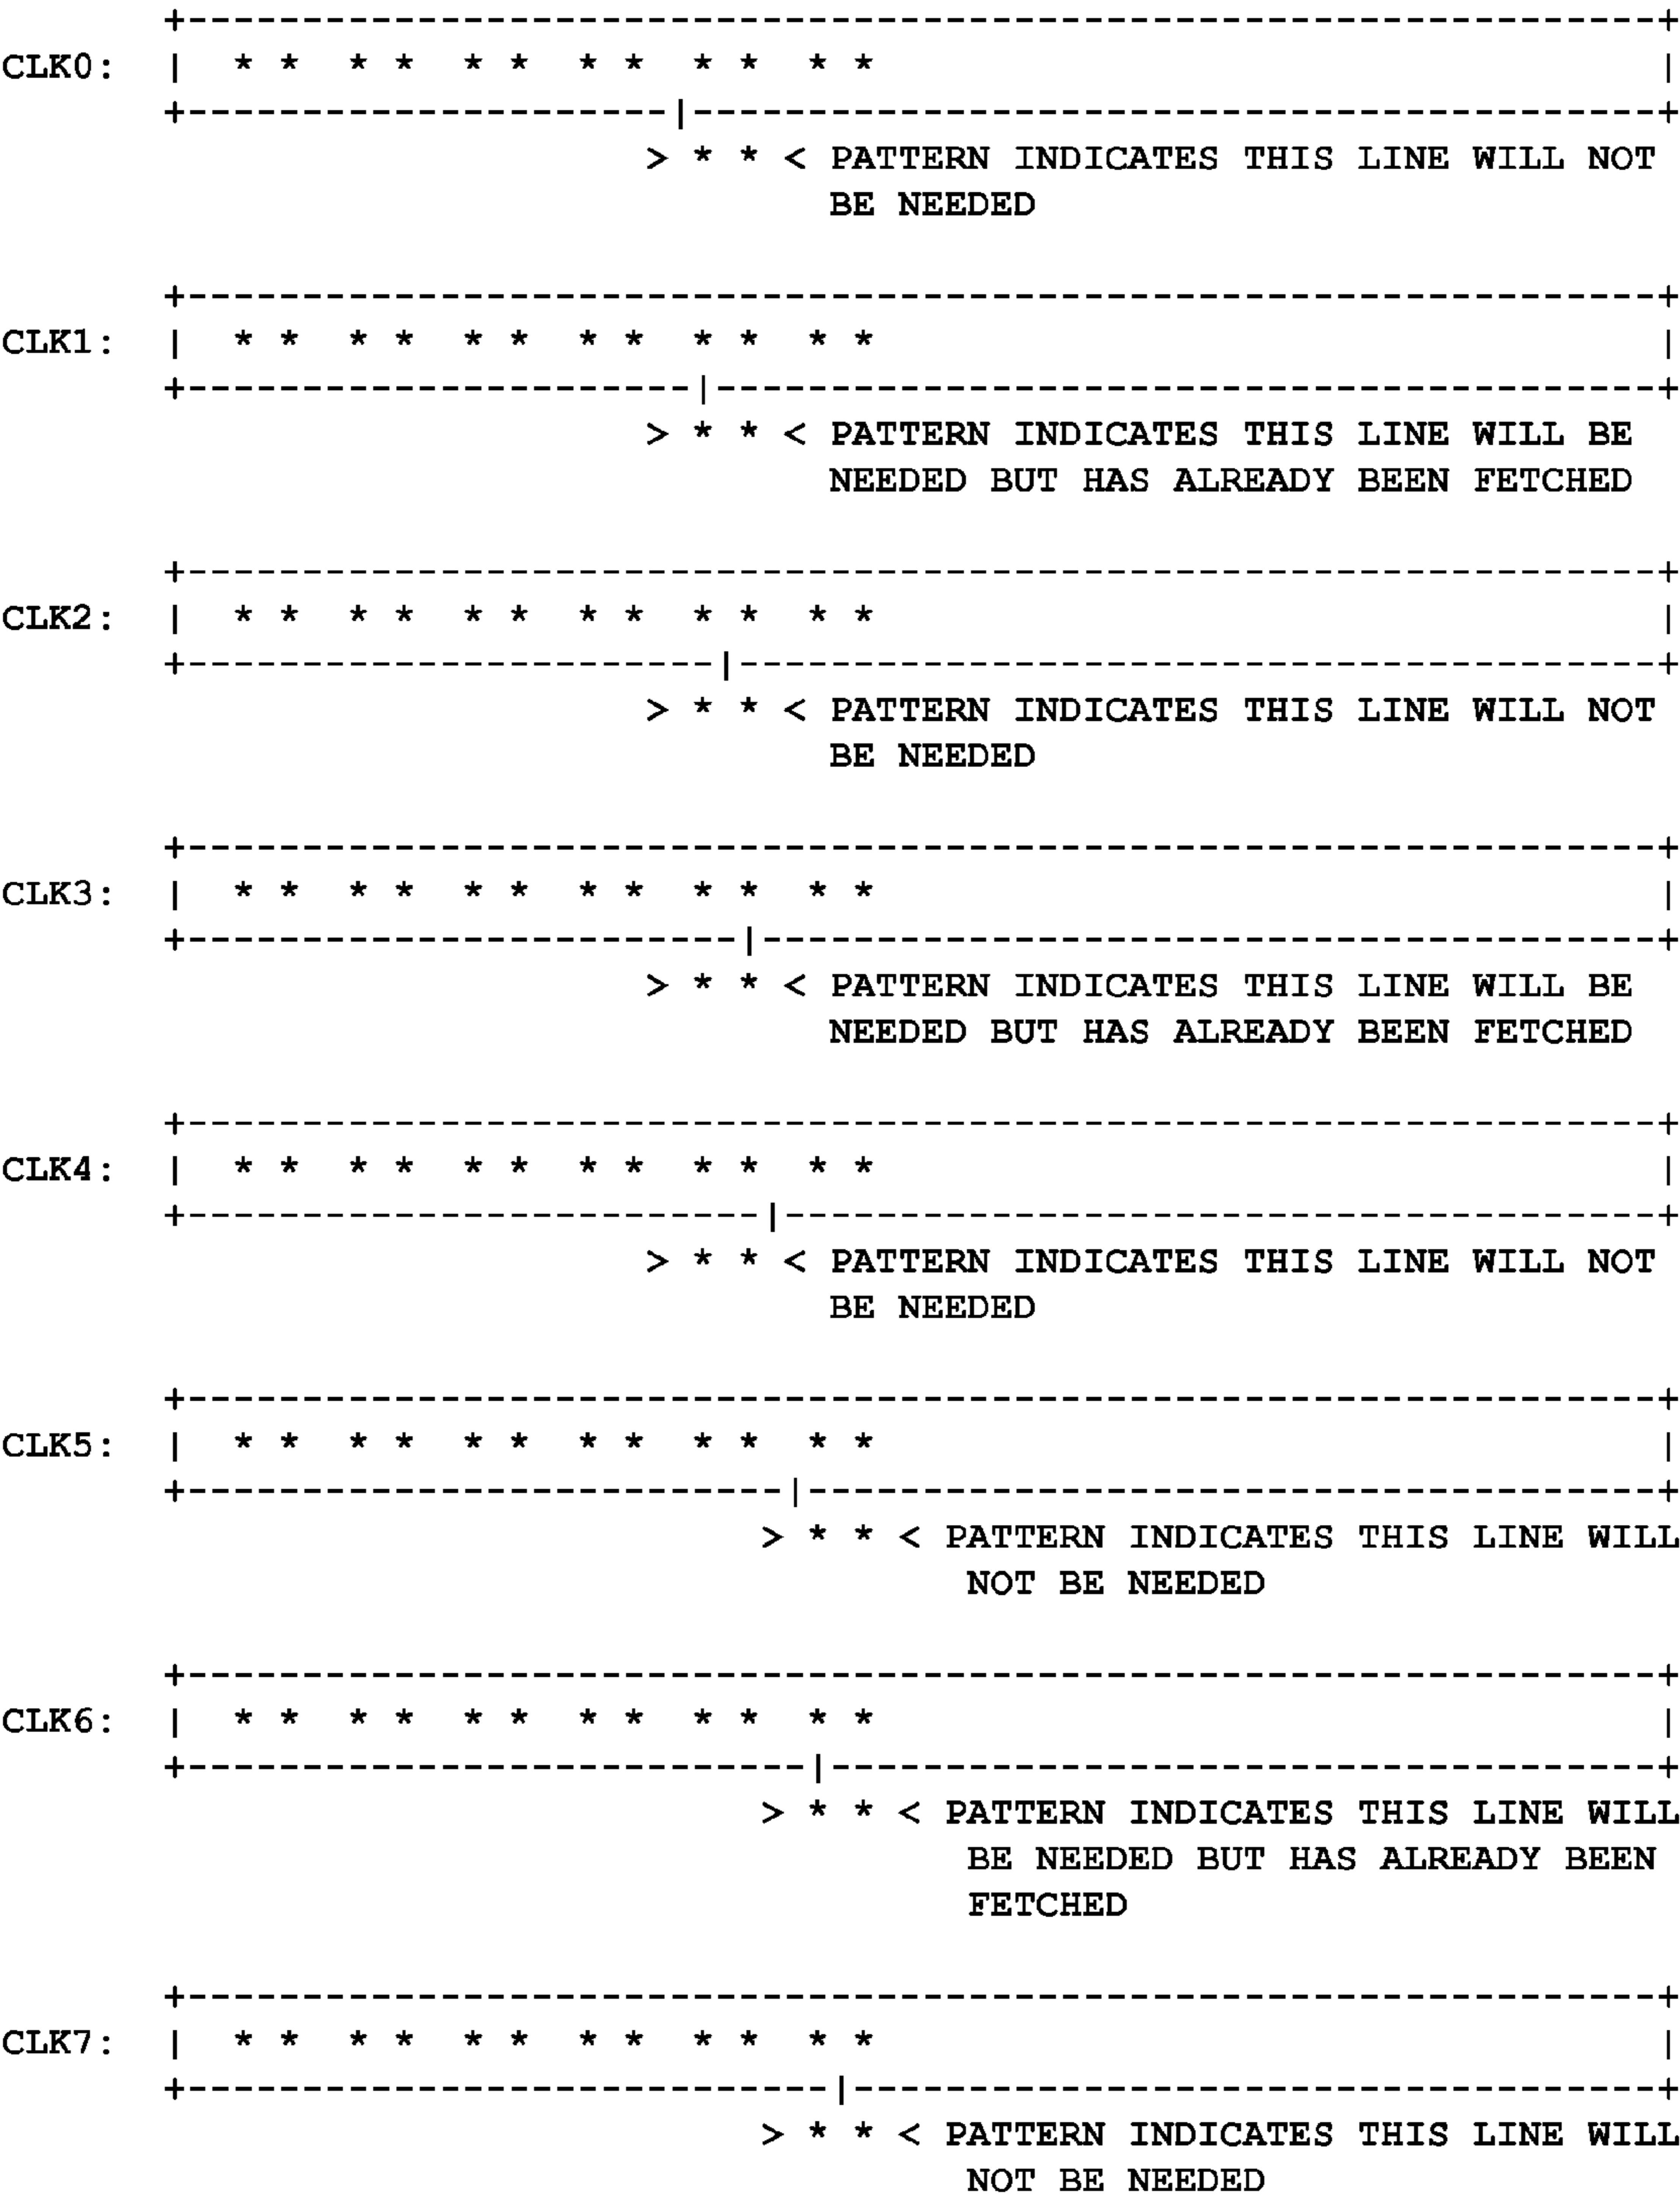 +----------------------------------------------------------------+
CLK0:  |  * *  * *  * *  * *  * *  * *                                  |
       +---------------------|------------------------------------------+
                            > * * < PATTERN INDICATES THIS LINE WILL NOT
                                    BE NEEDED
       +----------------------------------------------------------------+
CLK1:  |  * *  * *  * *  * *  * *  * *                                  |
       +----------------------|-----------------------------------------+
                            > * * < PATTERN INDICATES THIS LINE WILL BE
                                    NEEDED BUT HAS ALREADY BEEN FETCHED
       +----------------------------------------------------------------+
CLK2:  |  * *  * *  * *  * *  * *  * *                                  |
       +-----------------------|----------------------------------------+
                            > * * < PATTERN INDICATES THIS LINE WILL NOT
                                    BE NEEDED
       +----------------------------------------------------------------+
CLK3:  |  * *  * *  * *  * *  * *  * *                                  |
       +------------------------|---------------------------------------+
                            > * * < PATTERN INDICATES THIS LINE WILL BE
                                    NEEDED BUT HAS ALREADY BEEN FETCHED
       +----------------------------------------------------------------+
CLK4:  |  * *  * *  * *  * *  * *  * *                                  |
       +-------------------------|--------------------------------------+
                            > * * < PATTERN INDICATES THIS LINE WILL NOT
                                    BE NEEDED
       +----------------------------------------------------------------+
CLK5:  |  * *  * *  * *  * *  * *  * *                                  |
       +--------------------------|-------------------------------------+
                                 > * * < PATTERN INDICATES THIS LINE WILL
                                          NOT BE NEEDED
       +----------------------------------------------------------------+
CLK6:  |  * *  * *  * *  * *  * *  * *                                  |
       +---------------------------|------------------------------------+
                                 > * * < PATTERN INDICATES THIS LINE WILL
                                          BE NEEDED BUT HAS ALREADY BEEN
                                          FETCHED
       +----------------------------------------------------------------+
CLK7:  |  * *  * *  * *  * *  * *  * *                                  |
       +----------------------------|-----------------------------------+
                                 > * * < PATTERN INDICATES THIS LINE WILL
                                          NOT BE NEEDED